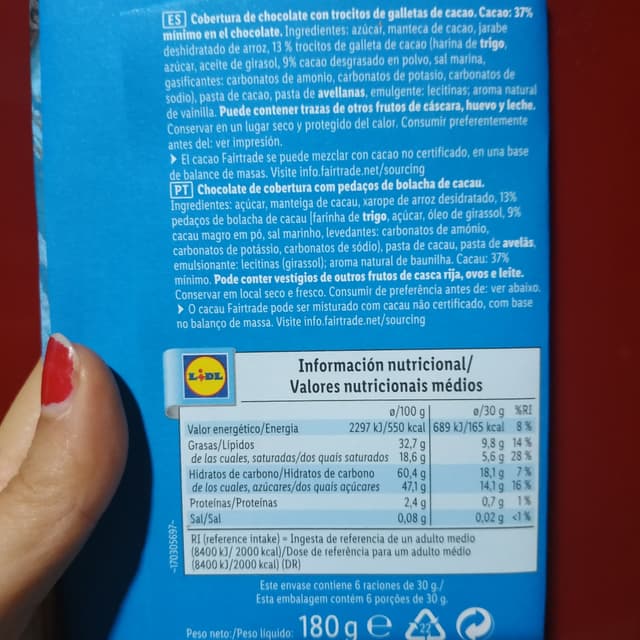 ES Cobertura de chocolate con trocitos de galletas de cacao. Cacao: 37%
mínimo en el chocolate. Ingredientes: azúcar, manteca de cacao, jarabe
deshidratado de arroz, 13 % trocitos de galleta de cacao (harina de trigo,
azúcar, aceite de girasol, 9% cacao desgrasado en polvo, sal marina,
gasificantes: carbonatos de amonio, carbonatos de potasio, carbonatos de
sodio), pasta de cacao, pasta de avellanas, emulgente: lecitinas; aroma natural
de vainilla. Puede contener trazas de otros frutos de cáscara, huevo y leche.
Conservar en un lugar seco y protegido del calor. Consumir preferentemente
antes del: ver impresión.
▸ El cacao Fairtrade se puede mezclar con cacao no certificado, en una base
de balance de masas. Visite info.fairtrade.net/sourcing
PT Chocolate de cobertura com pedaços de bolacha de cacau.
Ingredientes: açúcar, manteiga de cacau, xarope de arroz desidratado, 13%
pedaços de bolacha de cacau [farinha de trigo, açúcar, óleo de girassol, 9%
cacau magro em pó, sal marinho, levedantes: carbonatos de amónio,
carbonatos de potássio, carbonatos de sódio), pasta de cacau, pasta de avelãs,
emulsionante: lecitinas (girassol); aroma natural de baunilha. Cacau: 37%
mínimo. Pode conter vestígios de outros frutos de casca rija, ovos e leite.
Conservar em local seco e fresco. Consumir de preferência antes de: ver abaixo.
▸ O cacau Fairtrade pode ser misturado com cacau não certificado, com base
no balanço de massa. Visite info.fairtrade.net/sourcing
LIDL
Información nutricional/
Valores nutricionais médios
ø/100 g ø/30 g %RI
Valor energético/Energia 2297 kJ/550 kcal 689 kJ/165 kcal 8 %
Grasas/Lípidos 32,7 g 9,8 g 14 %
de las cuales, saturadas/dos quais saturados 18,6 g 5,6 g 28 %
Hidratos de carbono/Hidratos de carbono 60,4 g 18,1 g 7 %
de los cuales, azúcares/dos quais açúcares 47,1 g 14,1 g 16 %
Proteínas/Proteínas 2,4 g 0,7 g 1 %
Sal/Sal 0,08 g 0,02 g <1 %
RI (reference intake) = Ingesta de referencia de un adulto medio
(8400 kJ/ 2000 kcal)/Dose de referência para um adulto médio
(8400 kJ/2000 kcal) (DR)
-170305697-
Este envase contiene 6 raciones de 30 g./
Esta embalagem contém 6 porções de 30 g.
Peso neto:/Peso líquido: 180 g e 22